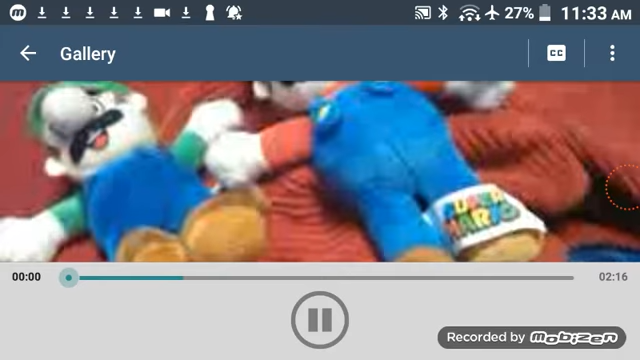 27% 11:33 AM
Gallery
CC
SUPER
MARIO
00:00
02:16
Recorded by mobizen